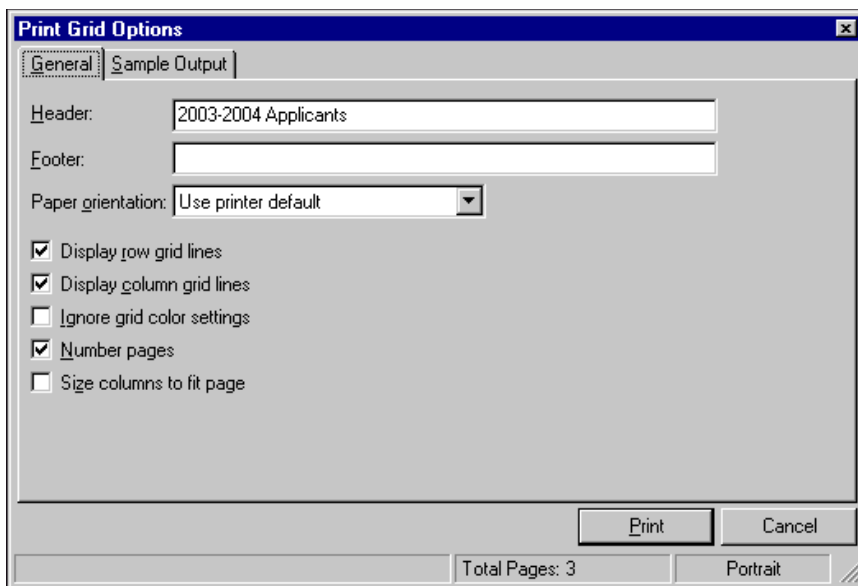 Print Grid Options
General Sample Output
Header: 2003-2004 Applicants
Footer:
Paper orientation: Use printer default
Display row grid lines
Display column grid lines
Ignore grid color settings
Number pages
Size columns to fit page
Print Cancel
Total Pages: 3 Portrait